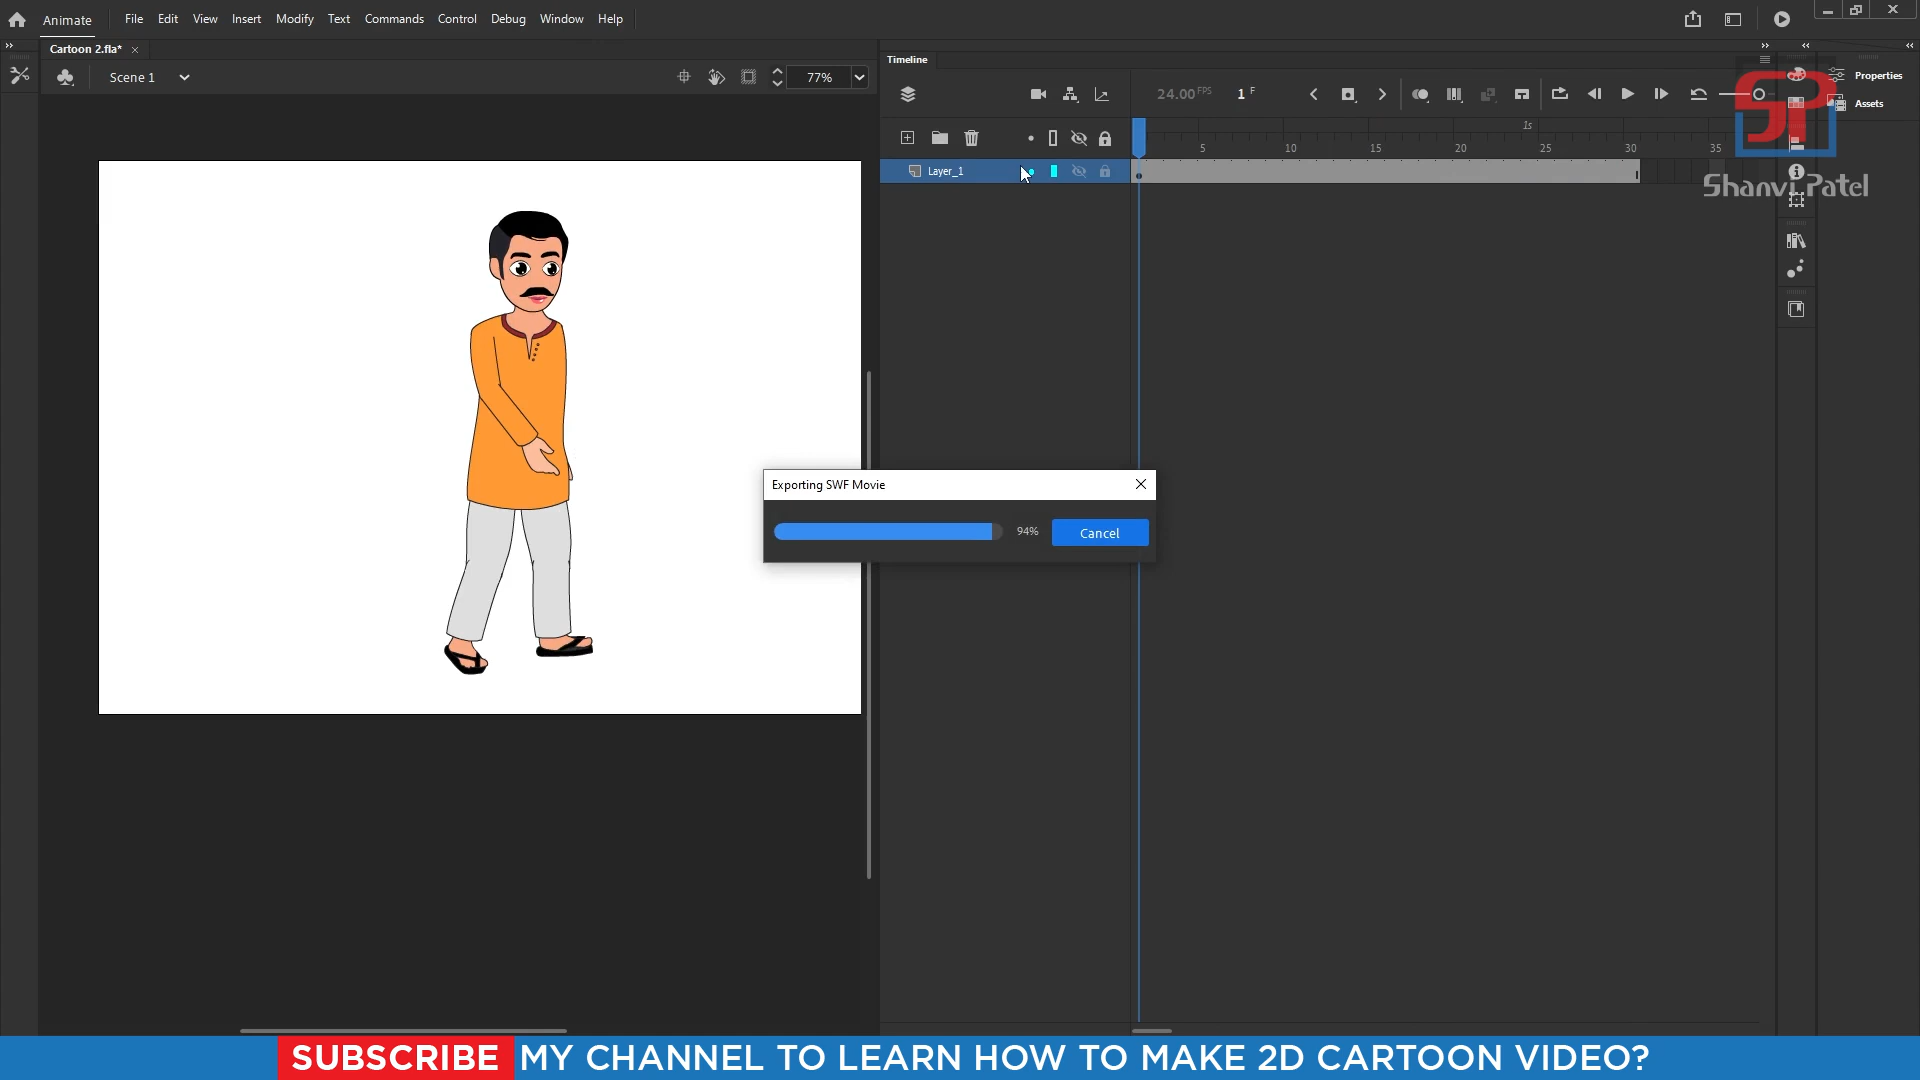 Animate File Edit View Insert Modify Text Commands Control Debug Window Help
Cartoon 2.fla*
Timeline
Scene 1
77%
Properties
Assets
24.00 FPS
1 F
1s
5 10 15 20 25 30 35
Layer_1
Shanvi Patel
Exporting SWF Movie
94%
Cancel
SUBSCRIBE MY CHANNEL TO LEARN HOW TO MAKE 2D CARTOON VIDEO?